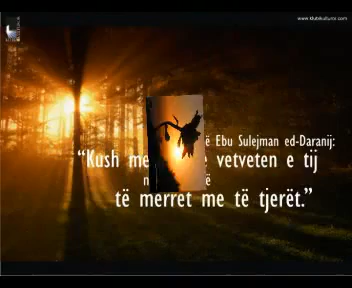 www.klubikulturor.com
ë Ebu Sulejman ed-Daranij:
“Kush me e vetveten e tij
n ë
të merret me të tjerët.”